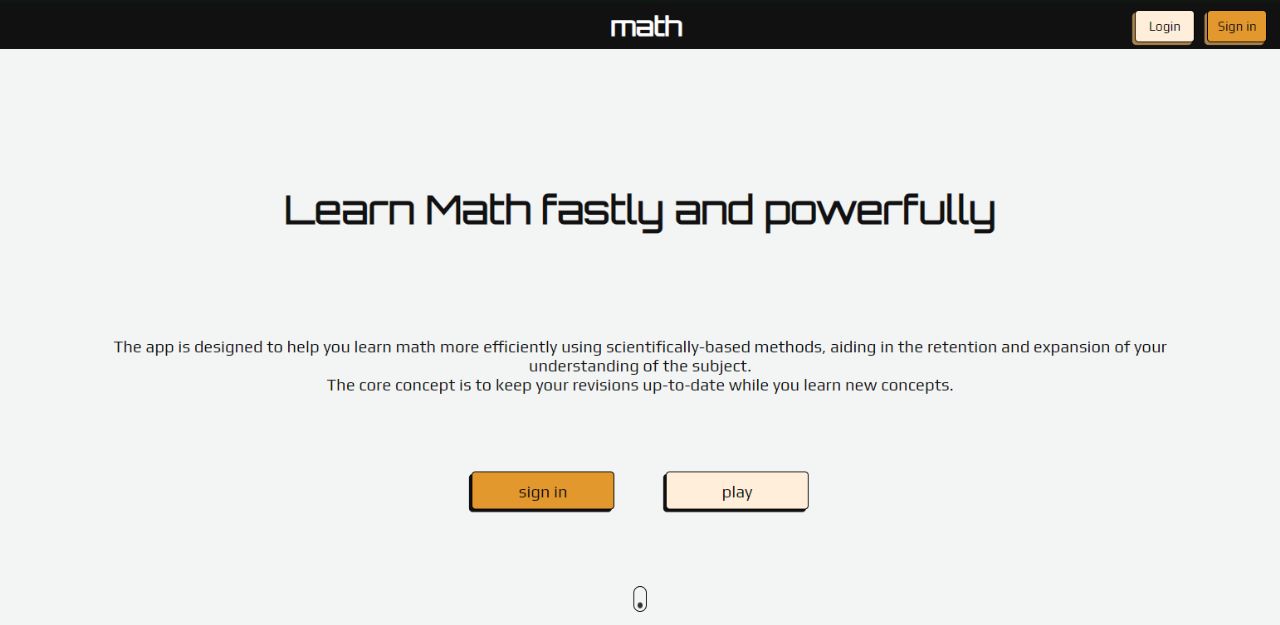 math
Login
Sign in
Learn Math fastly and powerfully
The app is designed to help you learn math more efficiently using scientifically-based methods, aiding in the retention and expansion of your
understanding of the subject.
The core concept is to keep your revisions up-to-date while you learn new concepts.
sign in
play